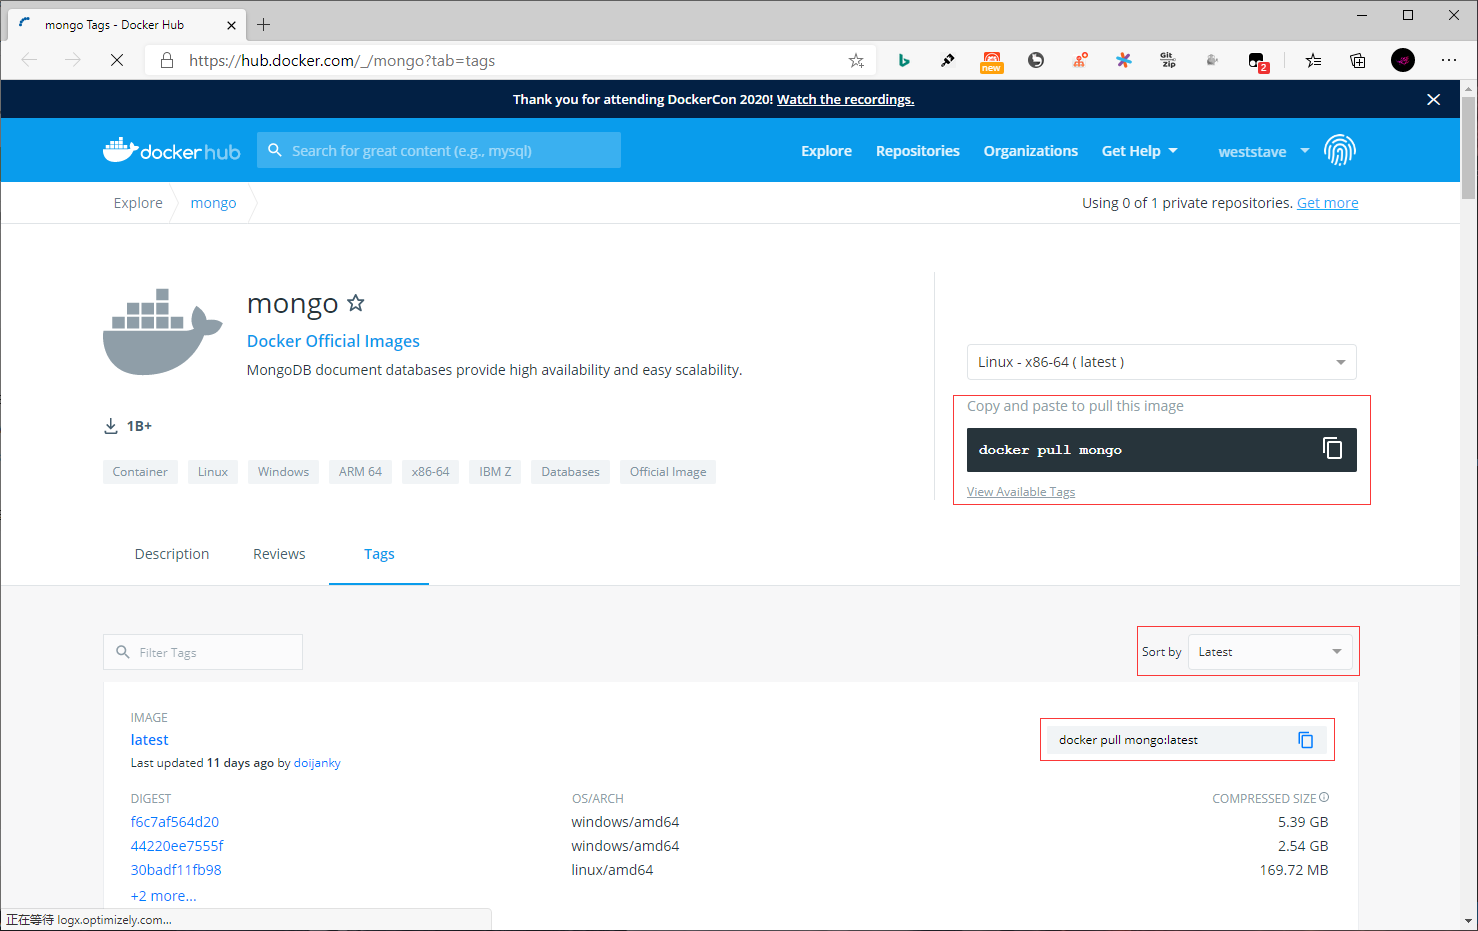 mongo Tags - Docker Hub
https://hub.docker.com/_/mongo?tab=tags
new
Git
Zip
2
Thank you for attending DockerCon 2020! Watch the recordings.
docker hub
Search for great content (e.g., mysql)
Explore
Repositories
Organizations
Get Help
weststave
Explore
mongo
Using 0 of 1 private repositories. Get more
mongo
Docker Official Images
MongoDB document databases provide high availability and easy scalability.
1B+
Container
Linux
Windows
ARM 64
x86-64
IBM Z
Databases
Official Image
Linux - x86-64 ( latest )
Copy and paste to pull this image
docker pull mongo
View Available Tags
Description
Reviews
Tags
Filter Tags
Sort by
Latest
IMAGE
latest
Last updated 11 days ago by doijanky
docker pull mongo:latest
DIGEST
OS/ARCH
COMPRESSED SIZE
f6c7af564d20
windows/amd64
5.39 GB
44220ee7555f
windows/amd64
2.54 GB
30badf11fb98
linux/amd64
169.72 MB
+2 more...
正在等待 logx.optimizely.com...